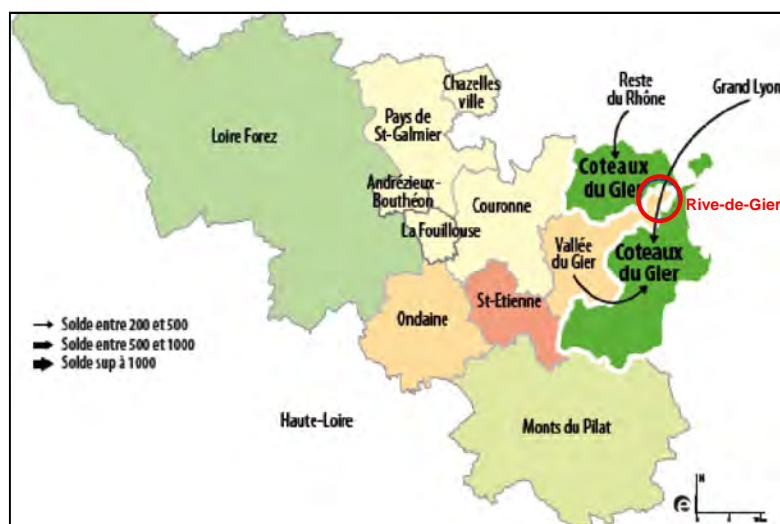 Chazelles
ville
Reste
du Rhône
Grand Lyon
Pays de
St-Galmier
Loire Forez
Coteaux
du Gier
Andrézieux-
Bouthéon
Couronne
Rive-de-Gier
La Fouillouse
Vallée
du Gier
Coteaux
du Gier
St-Etienne
Ondaine
Solde entre 200 et 500
Solde entre 500 et 1000
Solde sup à 1000
Haute-Loire
Monts du Pilat
N
e